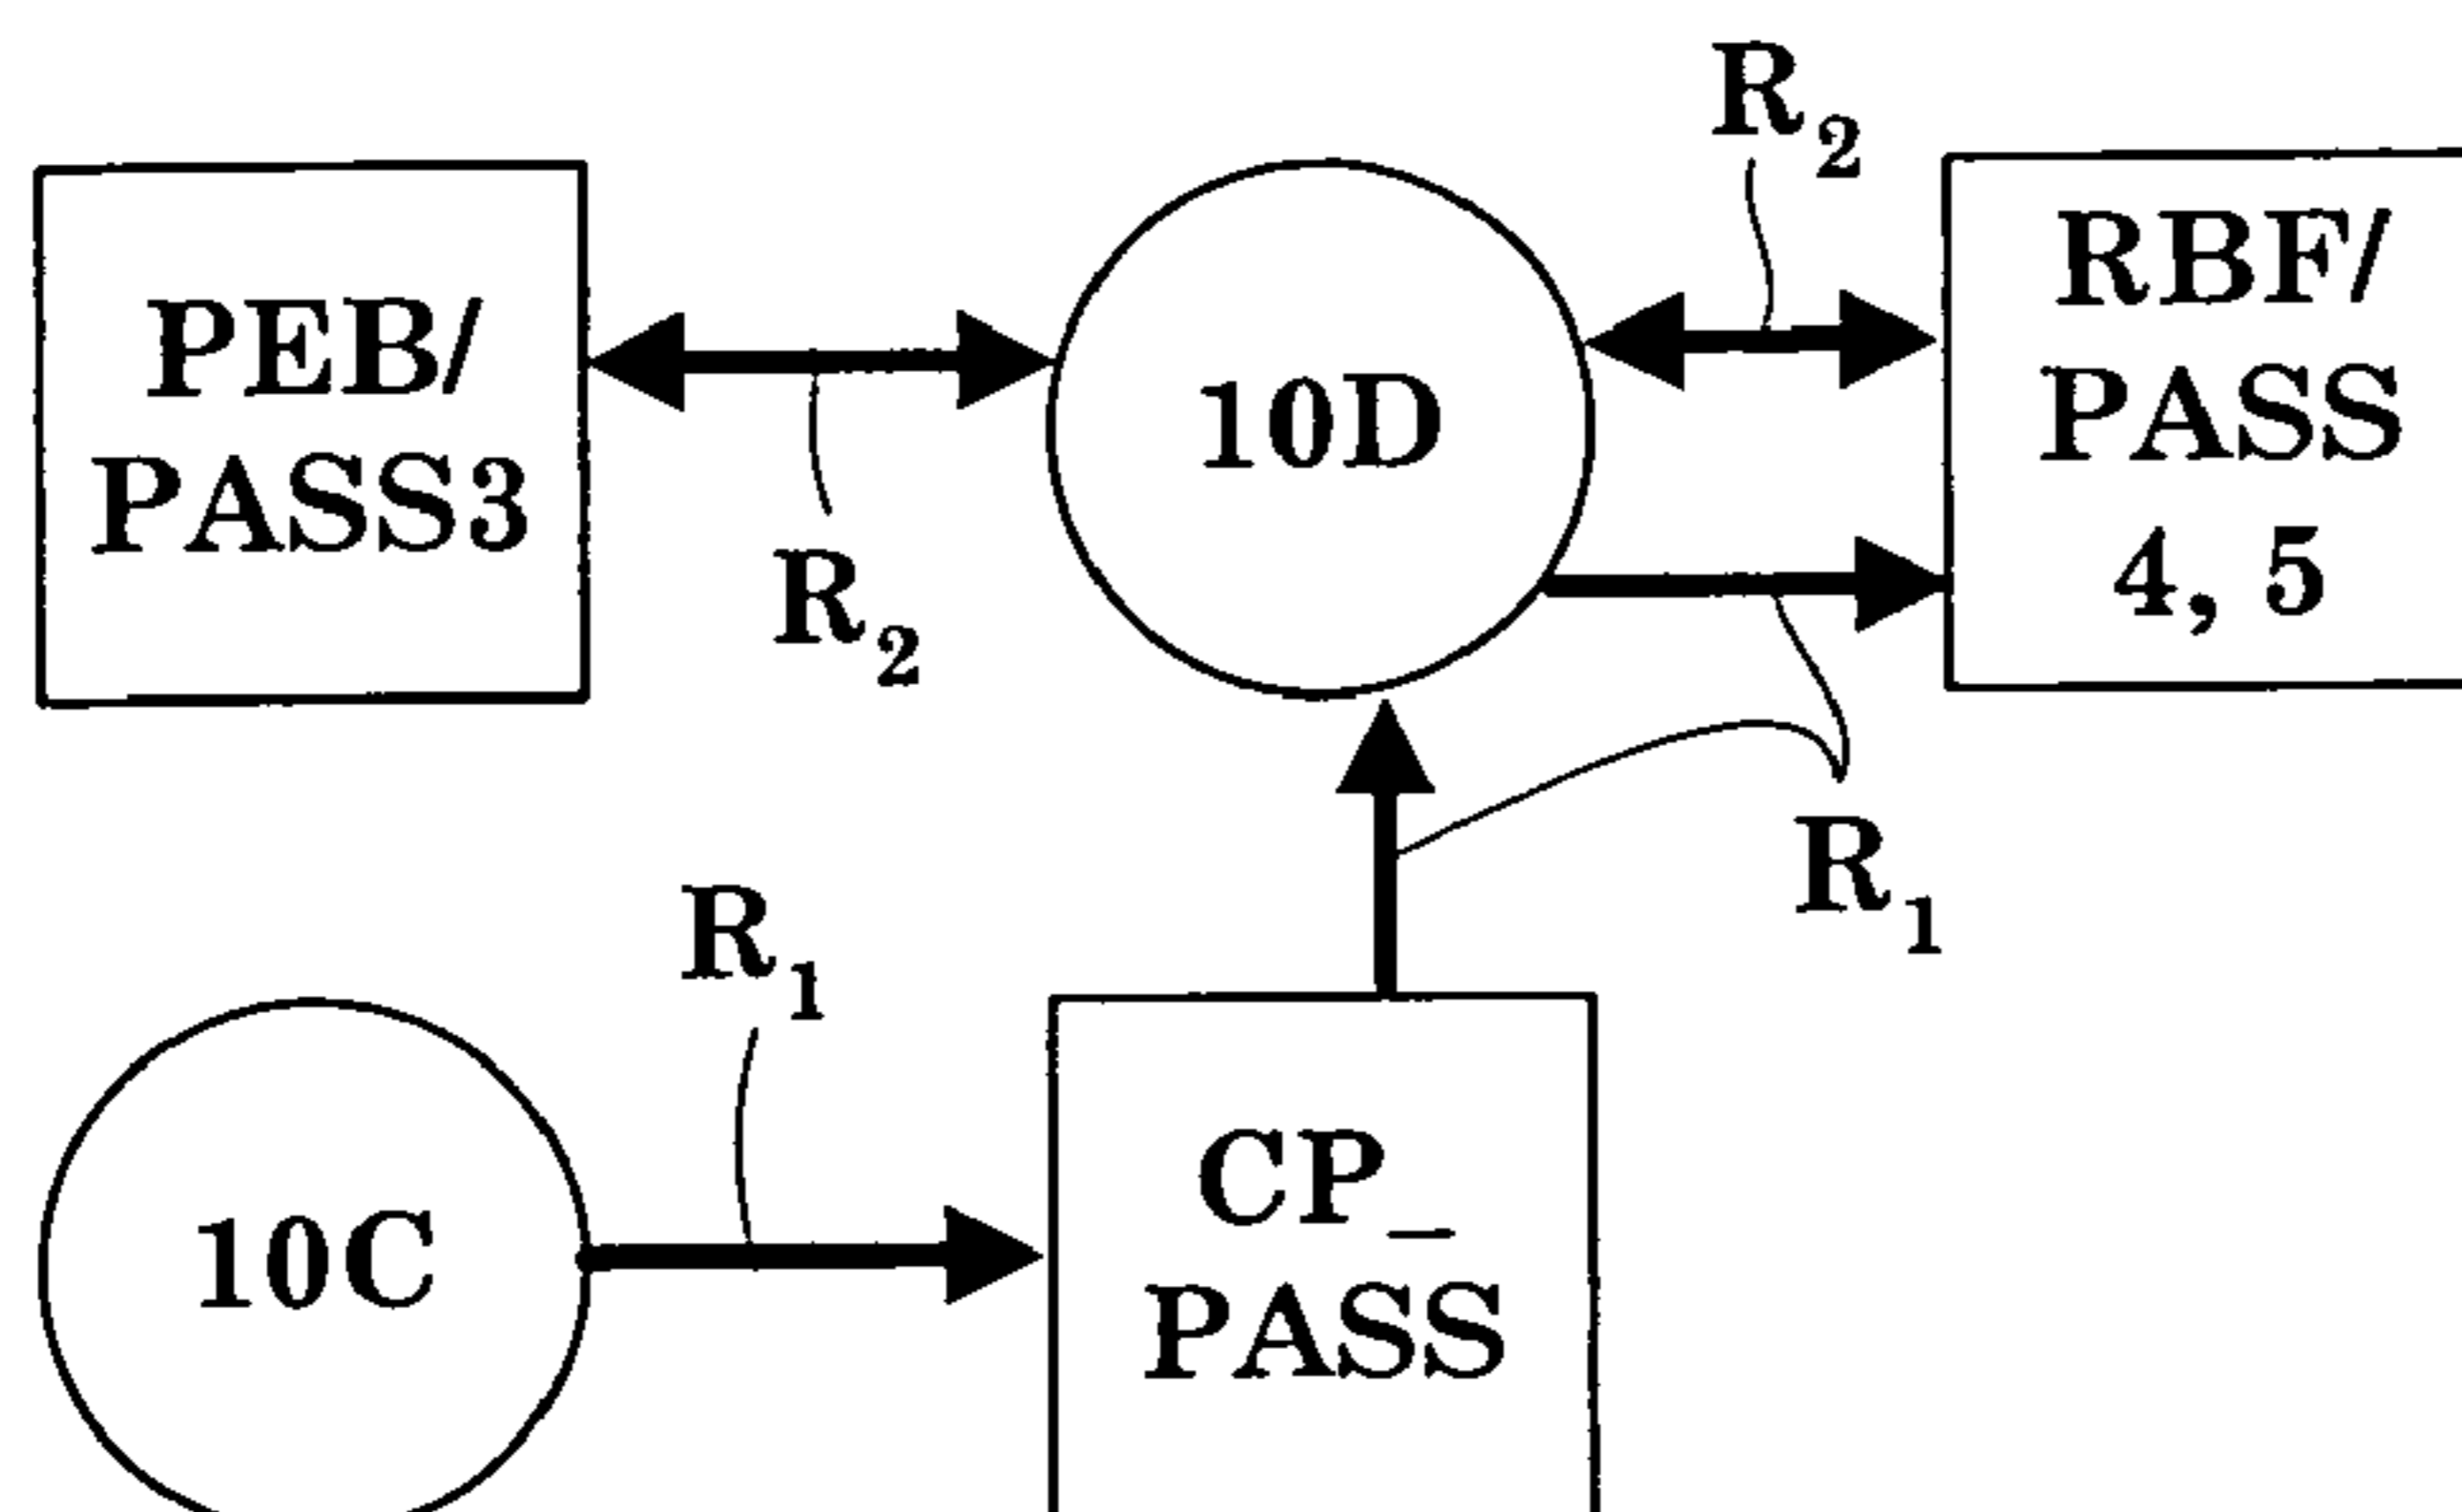 R2
RBF/
PASS
4, 5
PEB/
PASS3
10D
R2
R1
R1
10C
CP_
PASS